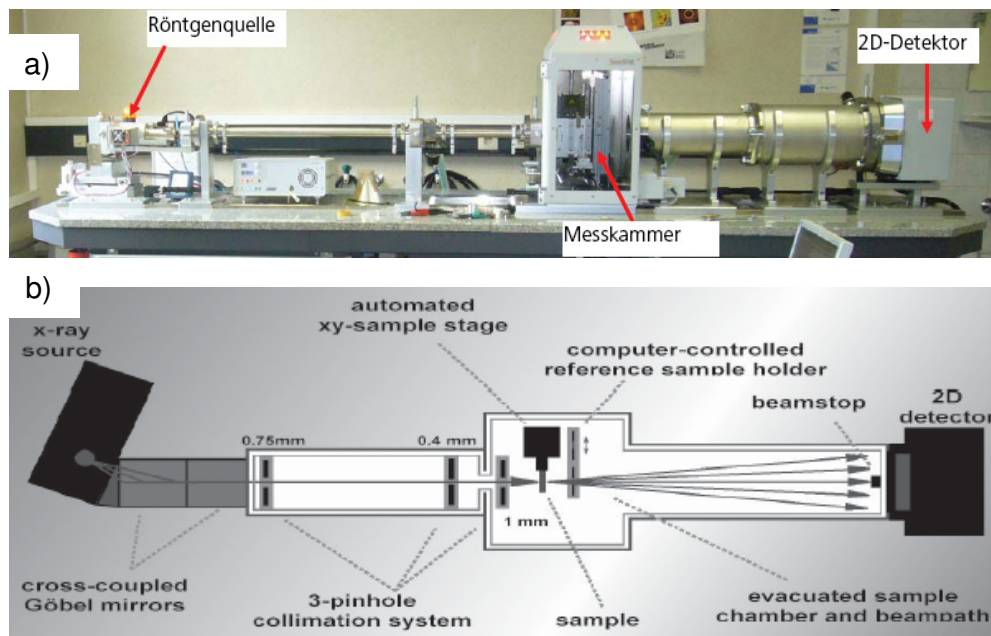 a)
Röntgenquelle
2D-Detektor
Messkammer
b)
x-ray
source
automated
xy-sample stage
computer-controlled
reference sample holder
beamstop
2D
detector
0.75mm
0.4 mm
1 mm
cross-coupled
Göbel mirrors
3-pinhole
collimation system
sample
evacuated sample
chamber and beampath